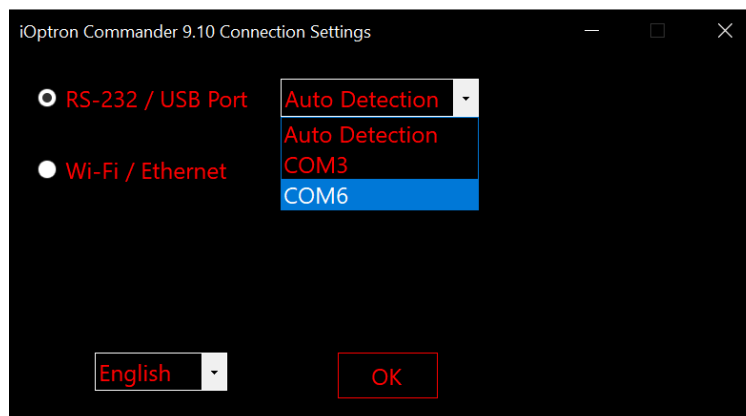 iOptron Commander 9.10 Connection Settings
RS-232 / USB Port
Auto Detection
Auto Detection
COM3
COM6
Wi-Fi / Ethernet
English
OK